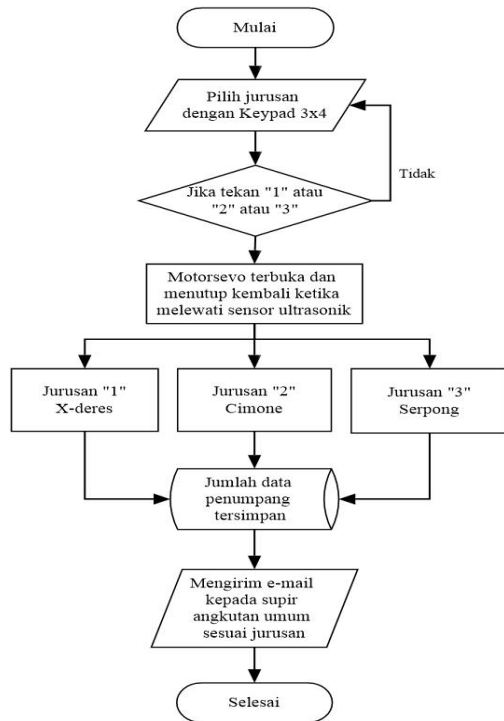 Mulai
Pilih jurusan
dengan Keypad 3x4
Tidak
Jika tekan "1" atau
"2" atau "3"
Motorsevo terbuka dan
menutup kembali ketika
melewati sensor ultrasonik
Jurusan "1"
X-deres
Jurusan "2"
Cimone
Jurusan "3"
Serpong
Jumlah data
penumpang
tersimpan
Mengirim e-mail
kepada supir
angkutan umum
sesuai jurusan
Selesai